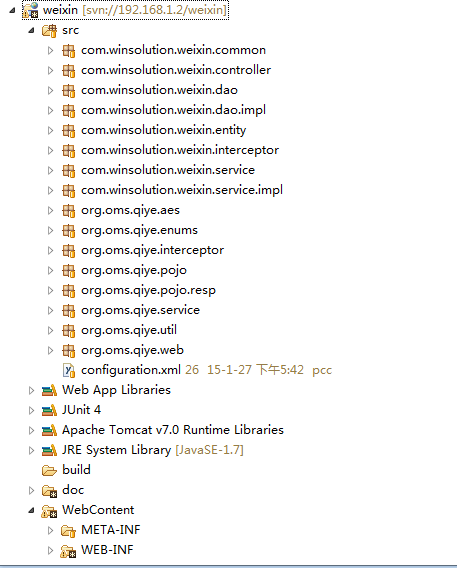 weixin [svn://192.168.1.2/weixin]
src
com.winsolution.weixin.common
com.winsolution.weixin.controller
com.winsolution.weixin.dao
com.winsolution.weixin.dao.impl
com.winsolution.weixin.entity
com.winsolution.weixin.interceptor
com.winsolution.weixin.service
com.winsolution.weixin.service.impl
org.oms.qiye.aes
org.oms.qiye.enums
org.oms.qiye.interceptor
org.oms.qiye.pojo
org.oms.qiye.pojo.resp
org.oms.qiye.service
org.oms.qiye.util
org.oms.qiye.web
configuration.xml 26 15-1-27 下午5:42 pcc
Web App Libraries
JUnit 4
Apache Tomcat v7.0 Runtime Libraries
JRE System Library [JavaSE-1.7]
build
doc
WebContent
META-INF
WEB-INF